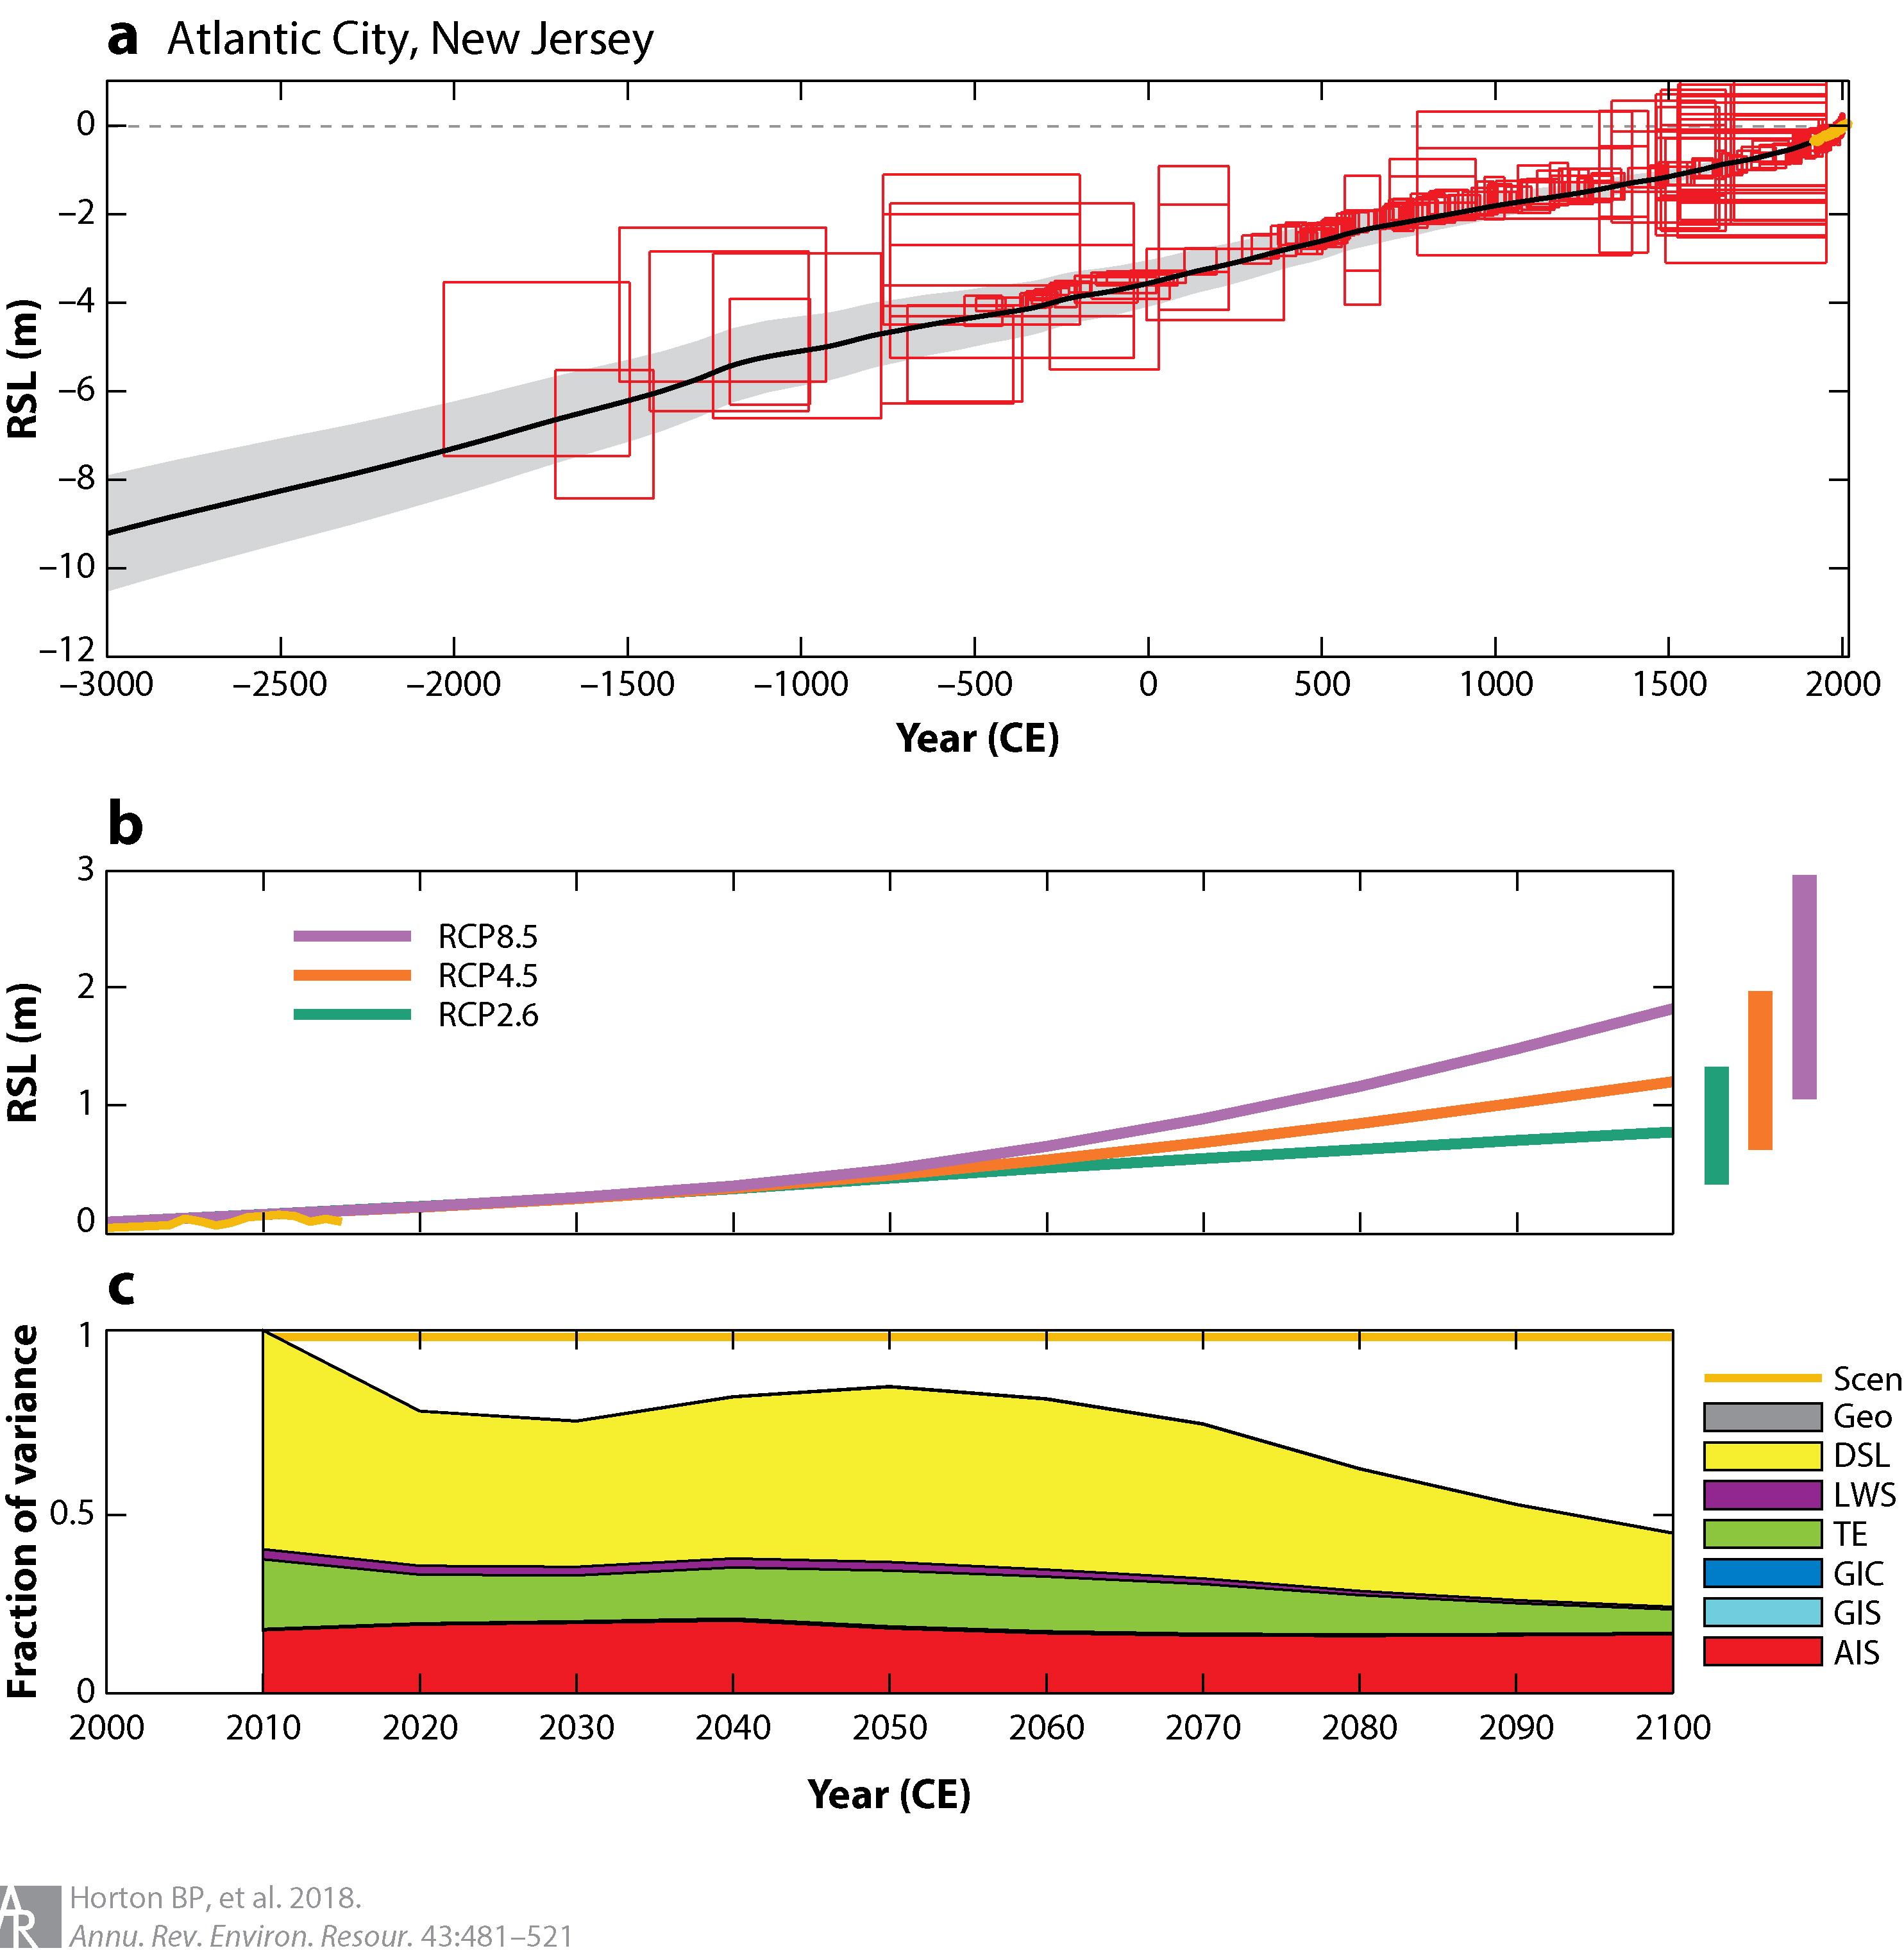 a Atlantic City, New Jersey
0
−2
−4
−6
−8
−10
−12
RSL (m)
−3000 −2500 −2000 −1500 −1000 −500 0 500 1000 1500 2000
Year (CE)
b
3
2
1
0
RSL (m)
RCP8.5
RCP4.5
RCP2.6
c
1
0.5
0
Fraction of variance
Scen
Geo
DSL
LWS
TE
GIC
GIS
AIS
2000 2010 2020 2030 2040 2050 2060 2070 2080 2090 2100
Year (CE)
AR
Horton BP, et al. 2018.
Annu. Rev. Environ. Resour. 43:481–521